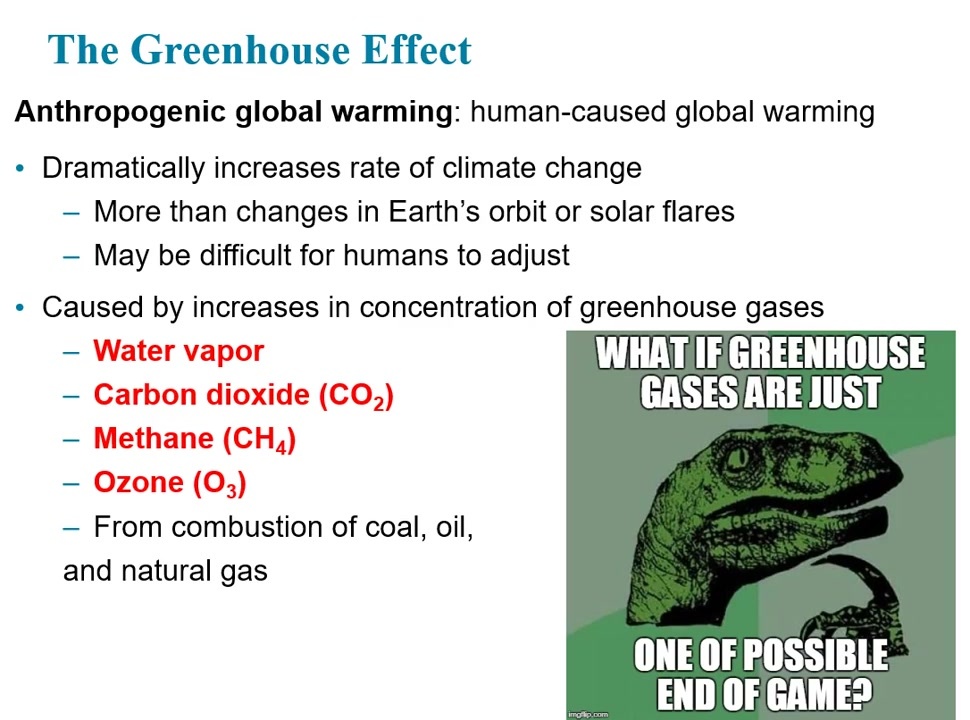 The Greenhouse Effect
Anthropogenic global warming: human-caused global warming
• Dramatically increases rate of climate change
– More than changes in Earth’s orbit or solar flares
– May be difficult for humans to adjust
• Caused by increases in concentration of greenhouse gases
– Water vapor
– Carbon dioxide (CO₂)
– Methane (CH₄)
– Ozone (O₃)
– From combustion of coal, oil,
and natural gas
WHAT IF GREENHOUSE
GASES ARE JUST
ONE OF POSSIBLE
END OF GAME?
imgflip.com